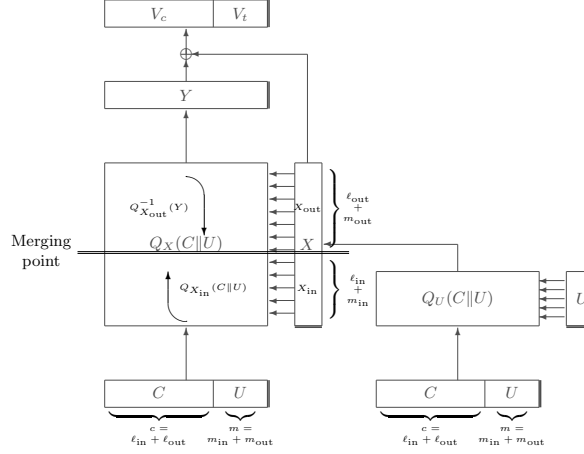 V_c V_t
⊕
Y
Q_{X_out}^{-1}(Y)
X_out
ℓ_out
+
m_out
Merging
point
Q_X(C‖U)
X
Q_{X_in}(C‖U)
X_in
ℓ_in
+
m_in
Q_U(C‖U)
U
C U
c =
ℓ_in + ℓ_out
m =
m_in + m_out
C U
c =
ℓ_in + ℓ_out
m =
m_in + m_out